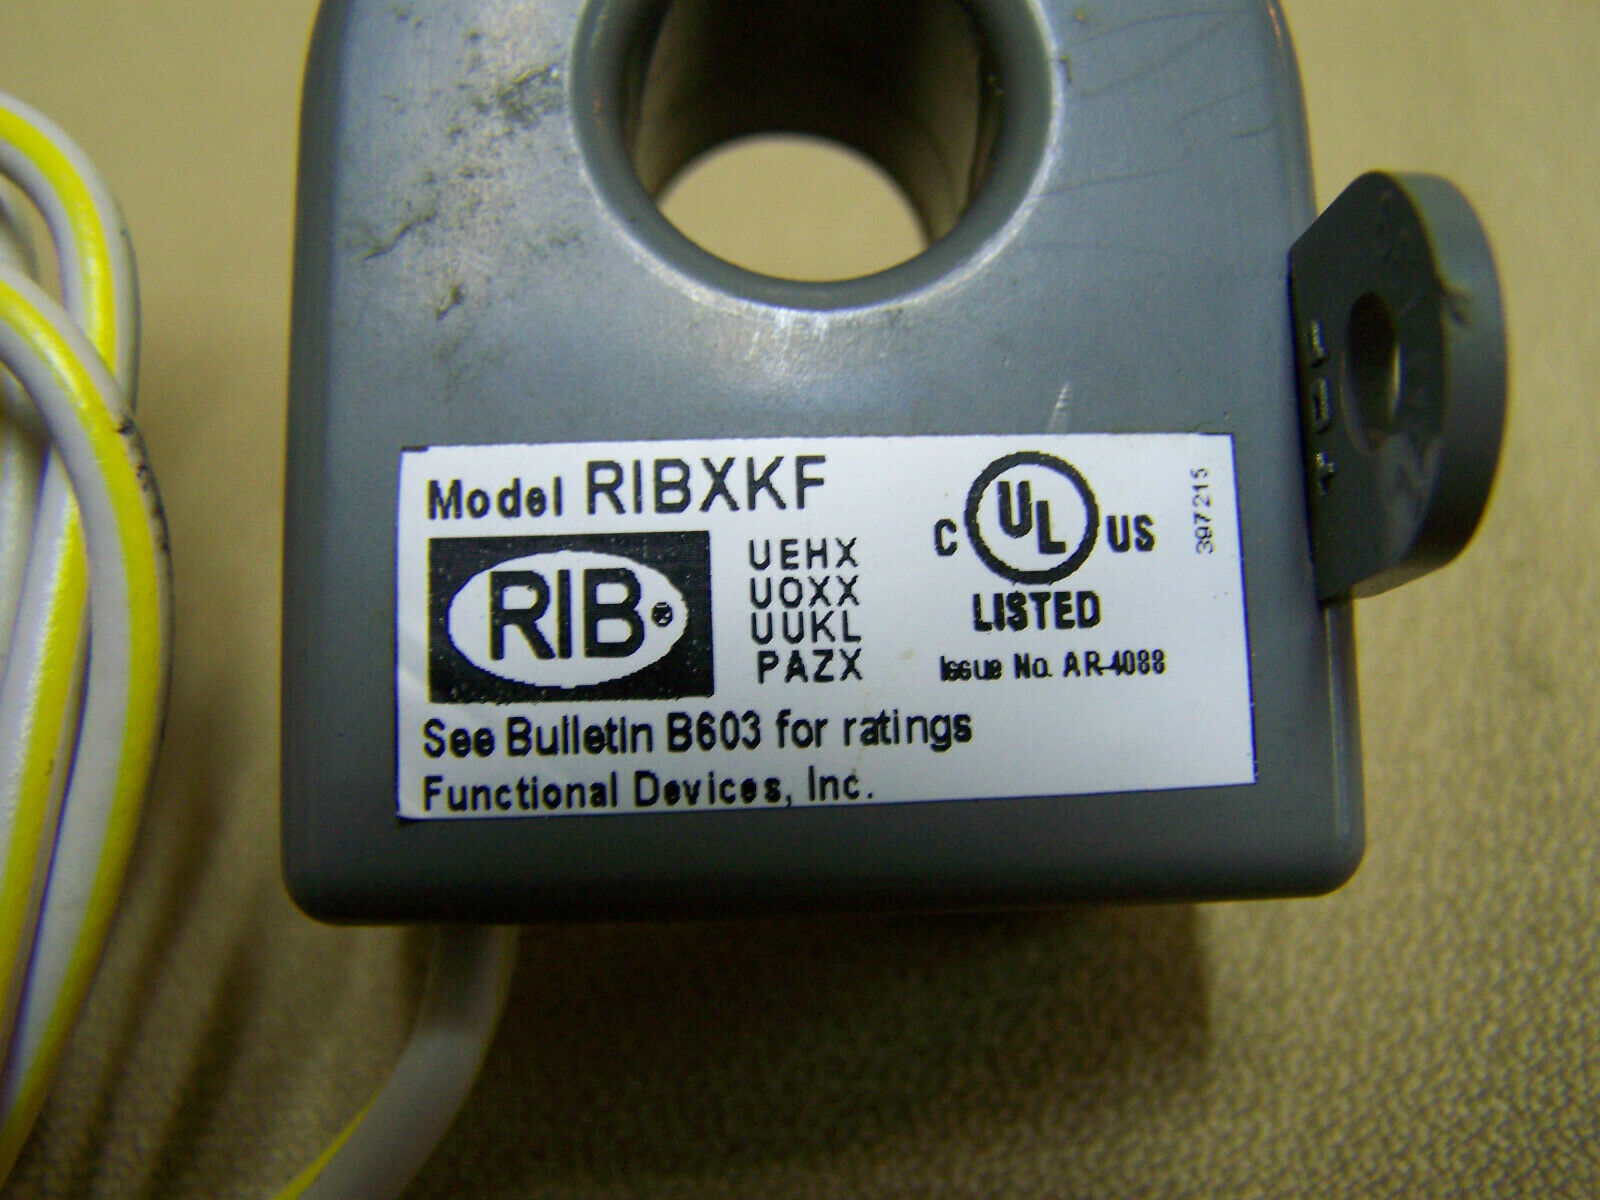 Model RIBXKF
RIB®
UEHX
UOXX
UUKL
PAZX
C UL US
LISTED
Issue No. AR-4088
397215
See Bulletin B603 for ratings
Functional Devices, Inc.